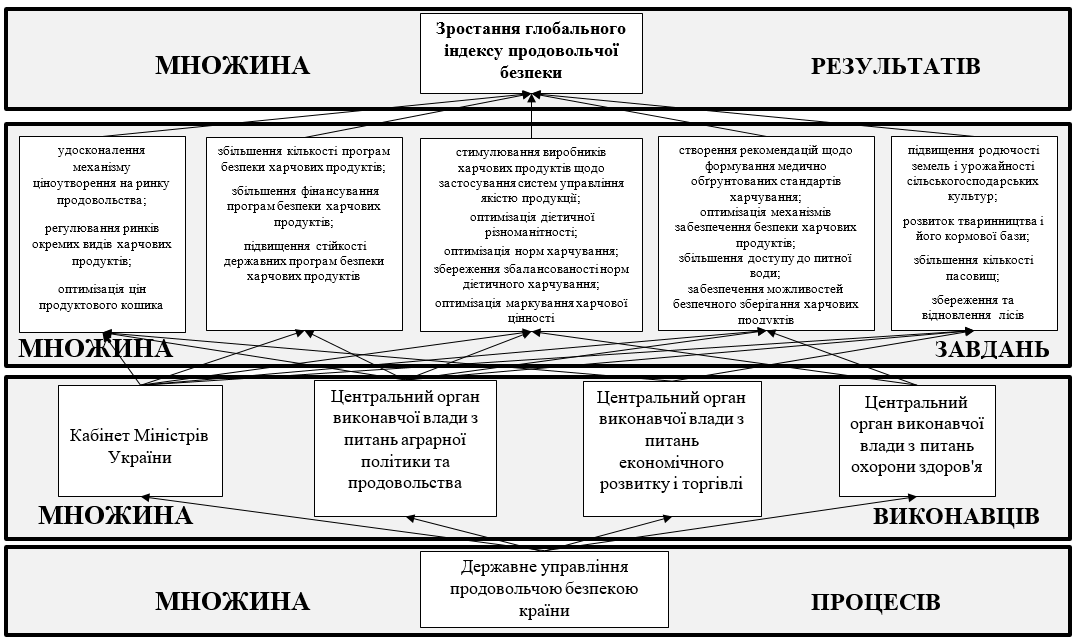 Зростання глобального
індексу продовольчої
безпеки
МНОЖИНА
РЕЗУЛЬТАТІВ
удосконалення
механізму
ціноутворення на ринку
продовольства;
регулювання ринків
окремих видів харчових
продуктів;
оптимізація цін
продуктового кошика
збільшення кількості програм
безпеки харчових продуктів;
збільшення фінансування
програм безпеки харчових
продуктів;
підвищення стійкості
державних програм безпеки
харчових продуктів
стимулювання виробників
харчових продуктів щодо
застосування систем управління
якістю продукції;
оптимізація дієтичної
різноманітності;
оптимізація норм харчування;
збереження збалансованості норм
дієтичного харчування;
оптимізація маркування харчової
цінності
створення рекомендацій щодо
формування медично
обґрунтованих стандартів
харчування;
оптимізація механізмів
забезпечення безпеки харчових
продуктів;
збільшення доступу до питної
води;
забезпечення можливостей
безпечного зберігання харчових
продуктів
підвищення родючості
земель і урожайності
сільськогосподарських
культур;
розвиток тваринництва і
його кормової бази;
збільшення кількості
пасовищ;
збереження та
відновлення лісів
МНОЖИНА
ЗАВДАНЬ
Кабінет Міністрів
України
Центральний орган
виконавчої влади з
питань аграрної
політики та
продовольства
Центральний орган
виконавчої влади з
питань
економічного
розвитку і торгівлі
Центральний
орган виконавчої
влади з питань
охорони здоров'я
МНОЖИНА
ВИКОНАВЦІВ
Державне управління
продовольчою безпекою
країни
МНОЖИНА
ПРОЦЕСІВ